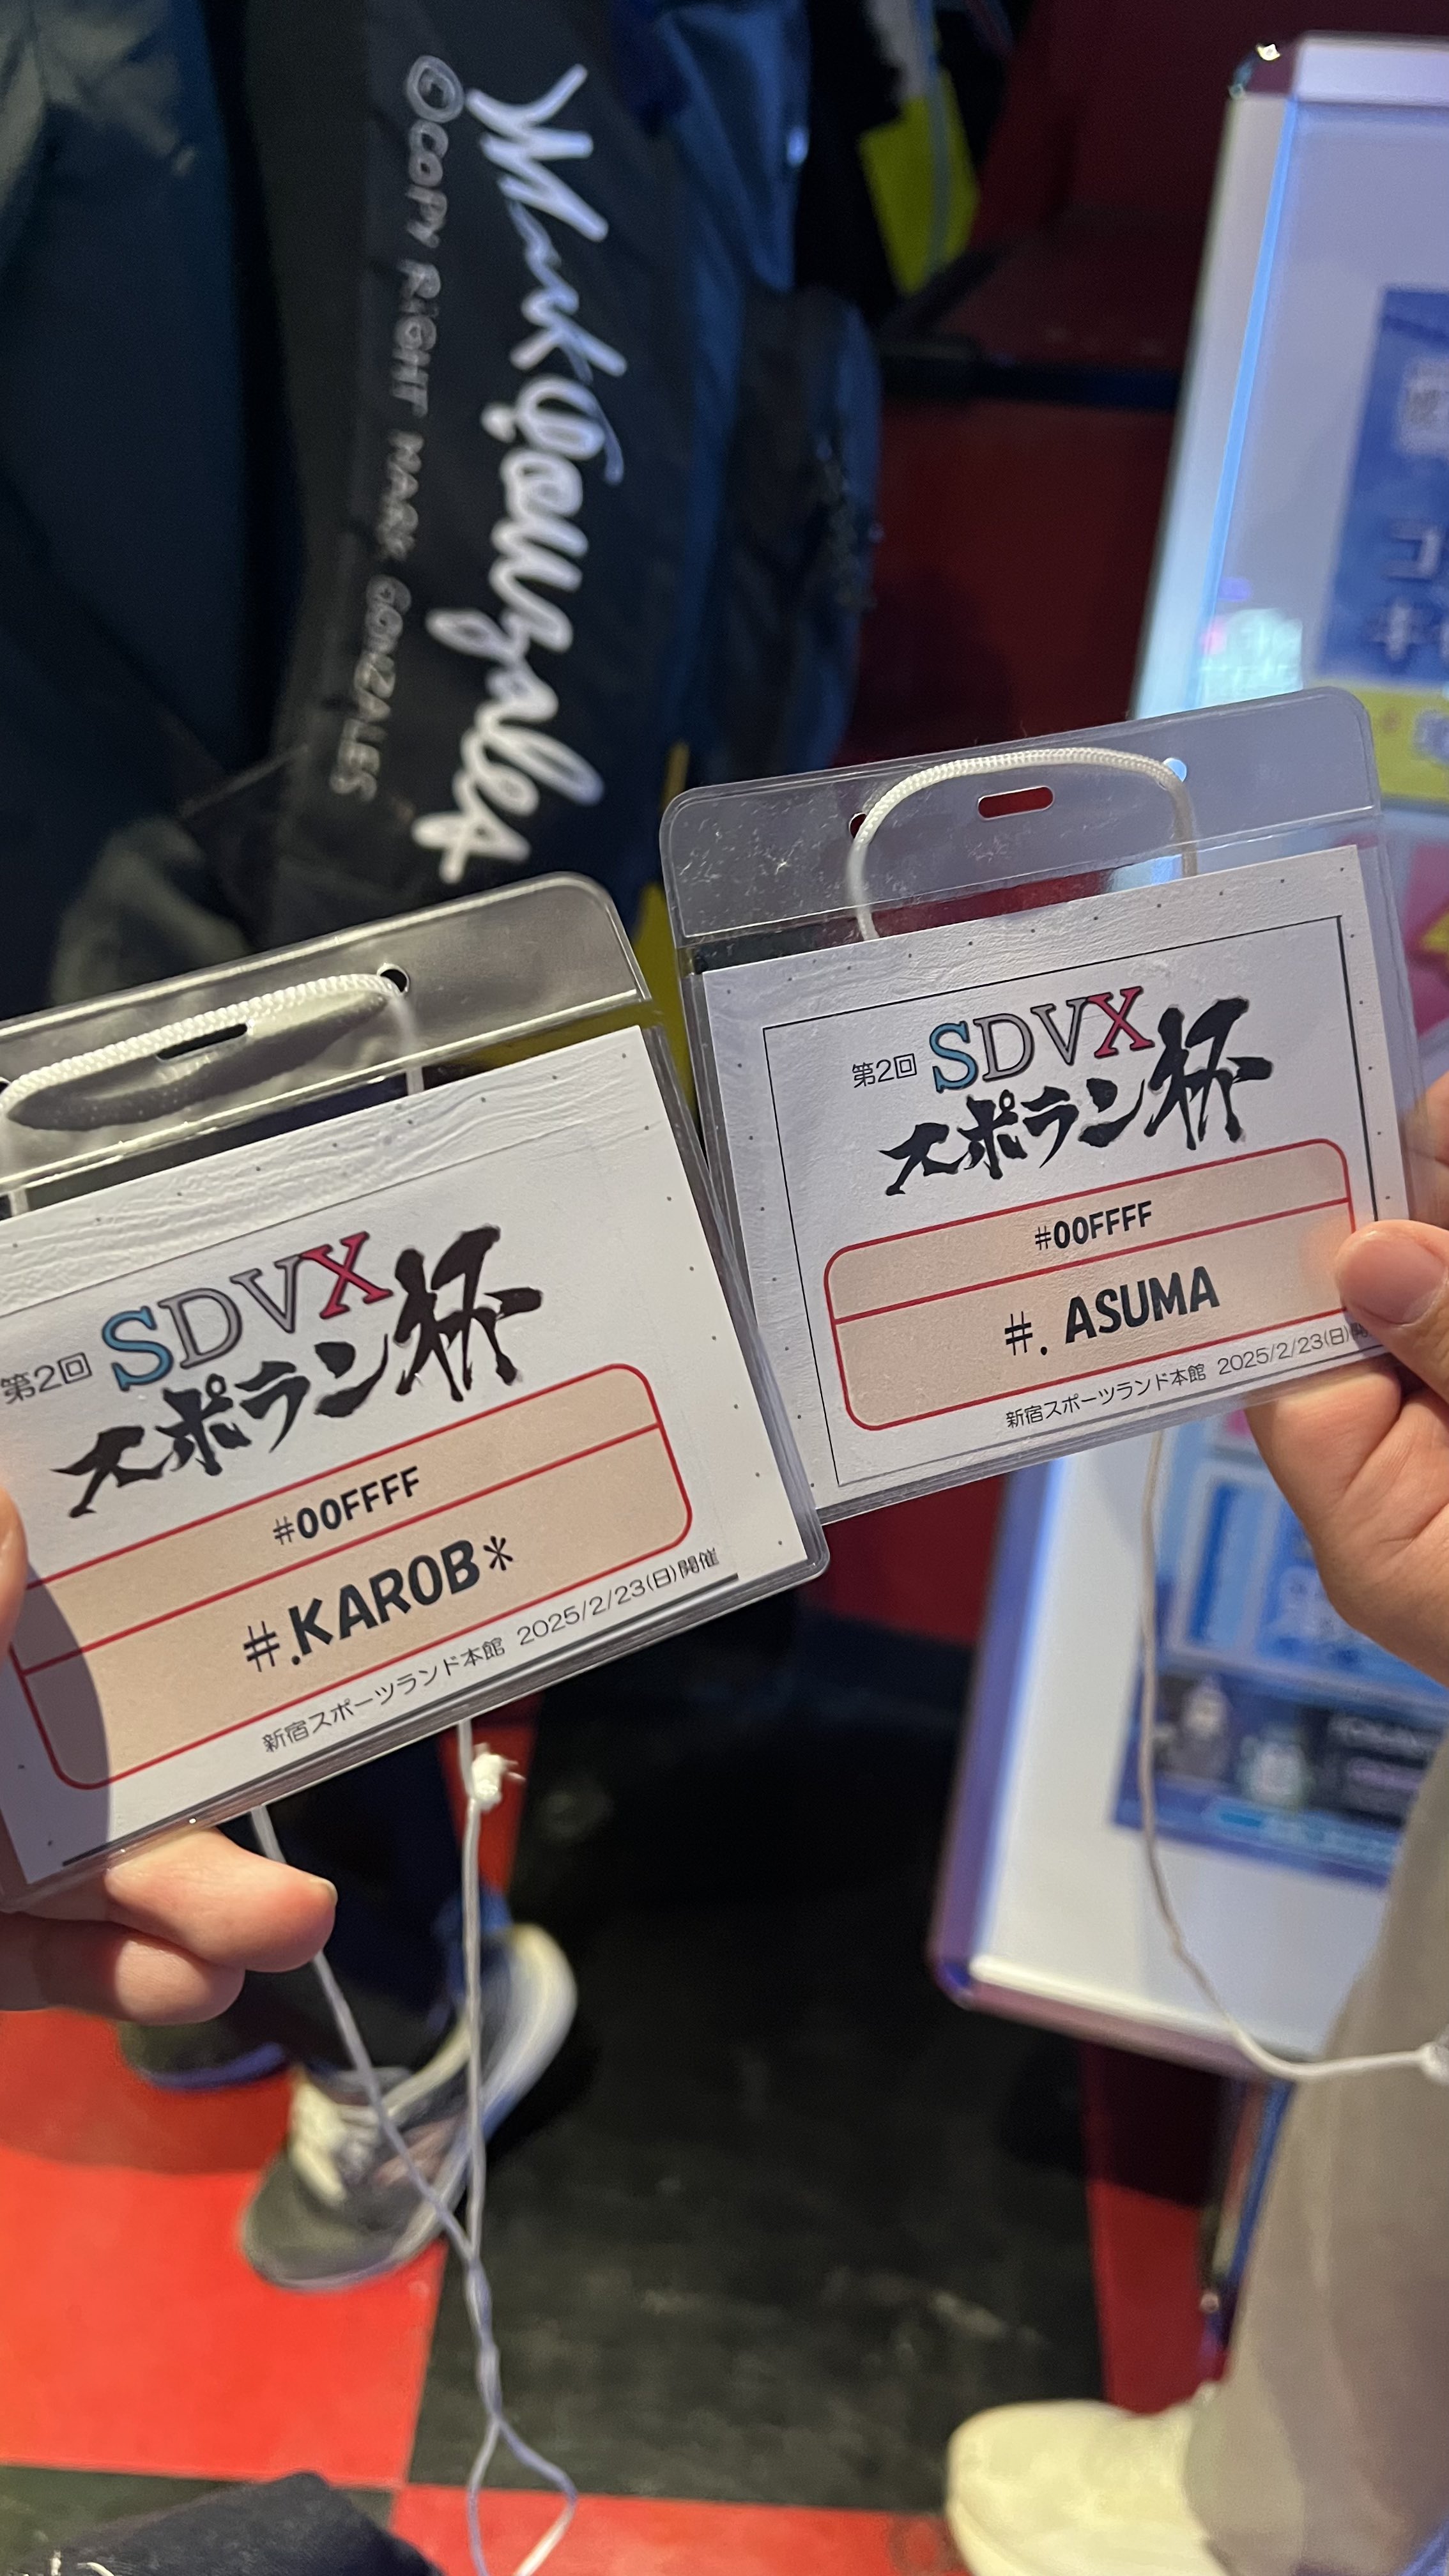 MarkGonzales
©COPY RIGHT MARK GONZALES
第2回 SDVX
スポラン杯
#00FFFF
#.KAROB*
新宿スポーツランド本館 2025/2/23(日)開催
第2回 SDVX
スポラン杯
#00FFFF
#. ASUMA
新宿スポーツランド本館 2025/2/23(日)開